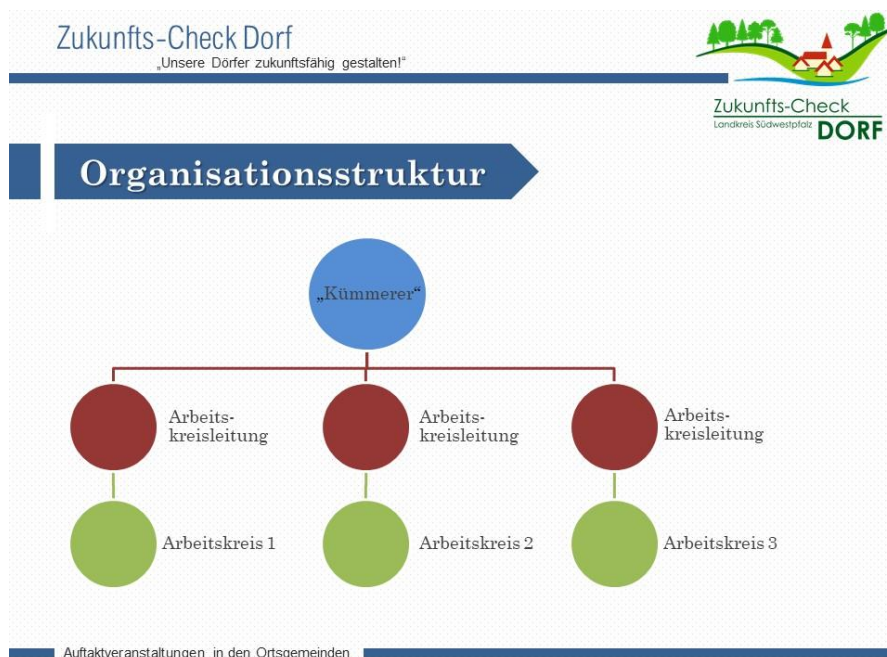 Zukunfts-Check Dorf
„Unsere Dörfer zukunftsfähig gestalten!“
Zukunfts-Check
Landkreis Südwestpfalz DORF
Organisationsstruktur
„Kümmerer“
Arbeits-
kreisleitung
Arbeits-
kreisleitung
Arbeits-
kreisleitung
Arbeitskreis 1
Arbeitskreis 2
Arbeitskreis 3
Auftaktveranstaltungen in den Ortsgemeinden